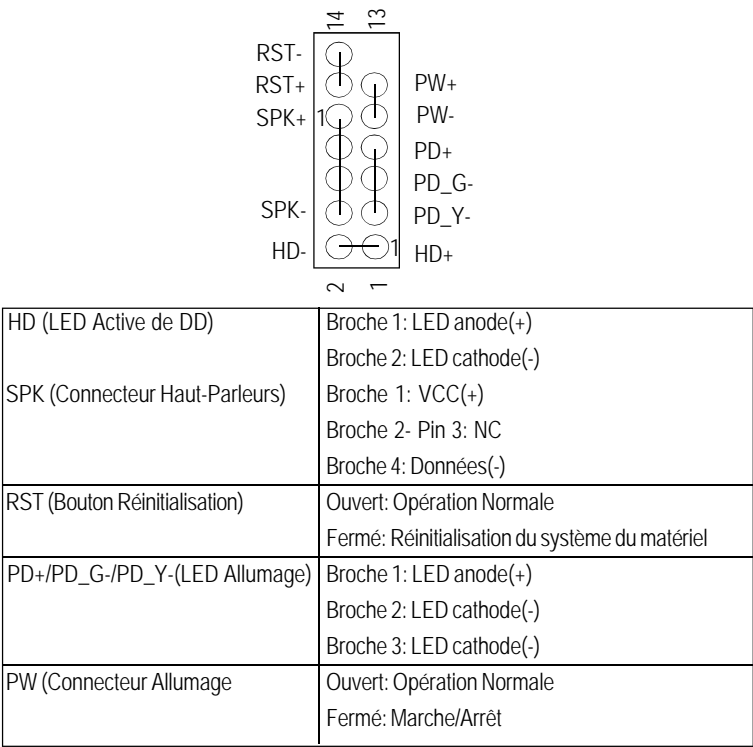 14 13
RST-
RST+ PW+
SPK+ 1 PW-
PD+
PD_G-
SPK- PD_Y-
HD- 1 HD+
2 1
HD (LED Active de DD) Broche 1: LED anode(+)
Broche 2: LED cathode(-)
SPK (Connecteur Haut-Parleurs) Broche 1: VCC(+)
Broche 2- Pin 3: NC
Broche 4: Données(-)
RST (Bouton Réinitialisation) Ouvert: Opération Normale
Fermé: Réinitialisation du système du matériel
PD+/PD_G-/PD_Y-(LED Allumage) Broche 1: LED anode(+)
Broche 2: LED cathode(-)
Broche 3: LED cathode(-)
PW (Connecteur Allumage Ouvert: Opération Normale
Fermé: Marche/Arrêt